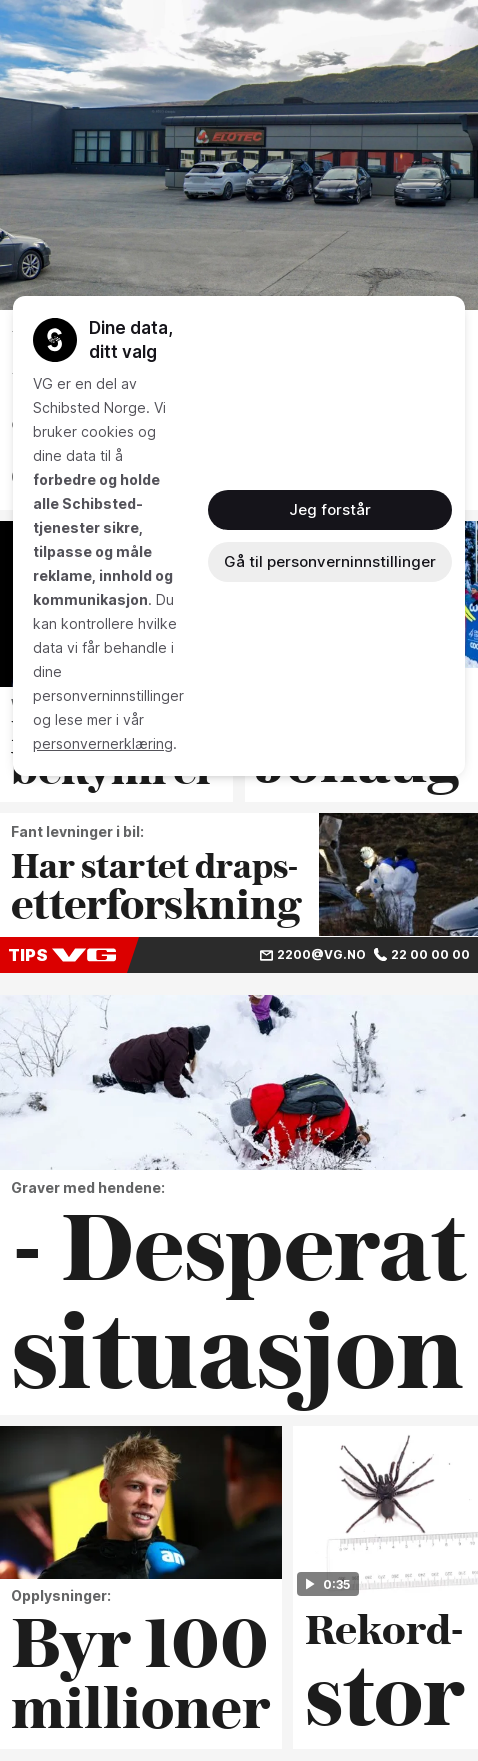 ELOTEC
Dine data,
ditt valg
VG er en del av
Schibsted Norge. Vi
bruker cookies og
dine data til å
forbedre og holde
alle Schibsted-
tjenester sikre,
tilpasse og måle
reklame, innhold og
kommunikasjon. Du
kan kontrollere hvilke
data vi får behandle i
dine
personverninnstillinger
og lese mer i vår
personvernerklæring.
Jeg forstår
Gå til personverninnstillinger
Fant levninger i bil:
Har startet draps-
etterforskning
TIPS VG 2200@VG.NO 22 00 00 00
Graver med hendene:
- Desperat
situasjon
Opplysninger:
Byr 100
millioner
0:35
Rekord-
stor